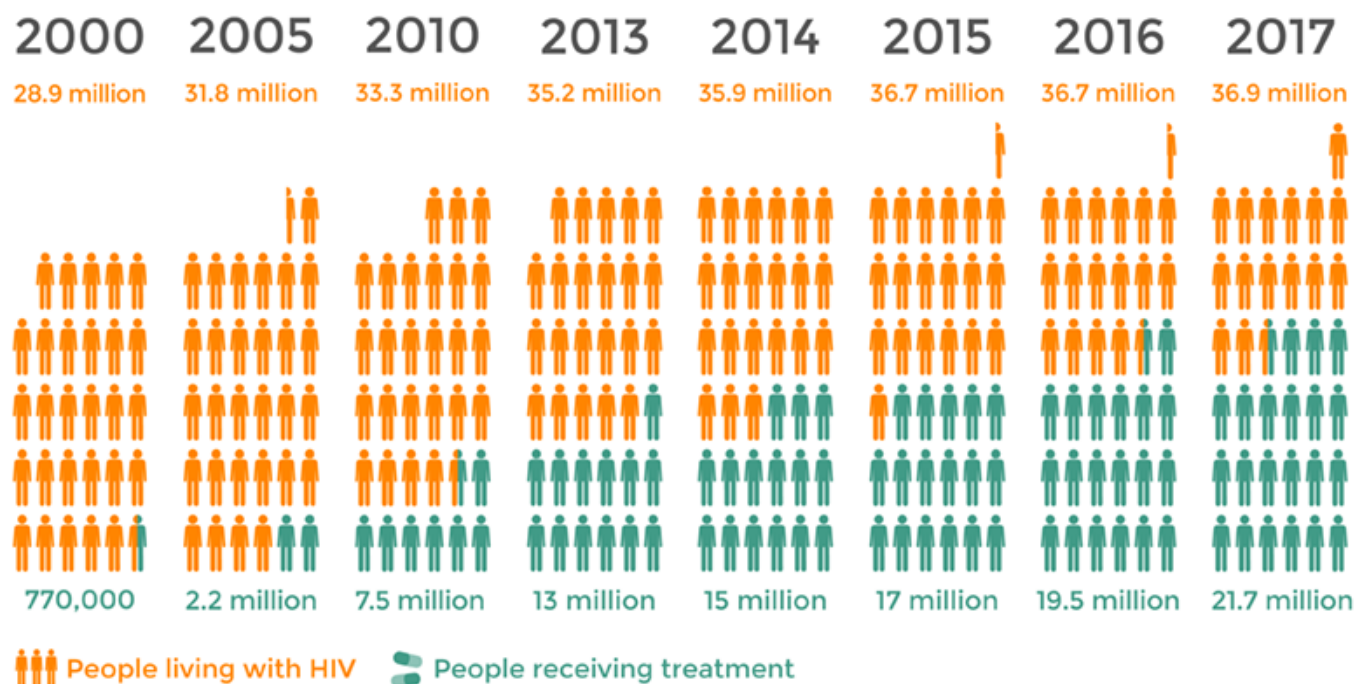 2000 2005 2010 2013 2014 2015 2016 2017
28.9 million 31.8 million 33.3 million 35.2 million 35.9 million 36.7 million 36.7 million 36.9 million
770,000 2.2 million 7.5 million 13 million 15 million 17 million 19.5 million 21.7 million
People living with HIV People receiving treatment